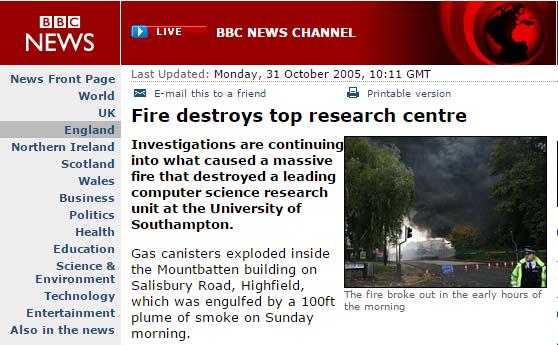 BBC
NEWS
LIVE
BBC NEWS CHANNEL
Last Updated: Monday, 31 October 2005, 10:11 GMT
E-mail this to a friend
Printable version
News Front Page
World
UK
England
Northern Ireland
Scotland
Wales
Business
Politics
Health
Education
Science &
Environment
Technology
Entertainment
Also in the news
Fire destroys top research centre
Investigations are continuing
into what caused a massive
fire that destroyed a leading
computer science research
unit at the University of
Southampton.
Gas canisters exploded inside
the Mountbatten building on
Salisbury Road, Highfield,
which was engulfed by a 100ft
plume of smoke on Sunday
morning.
The fire broke out in the early hours of
the morning